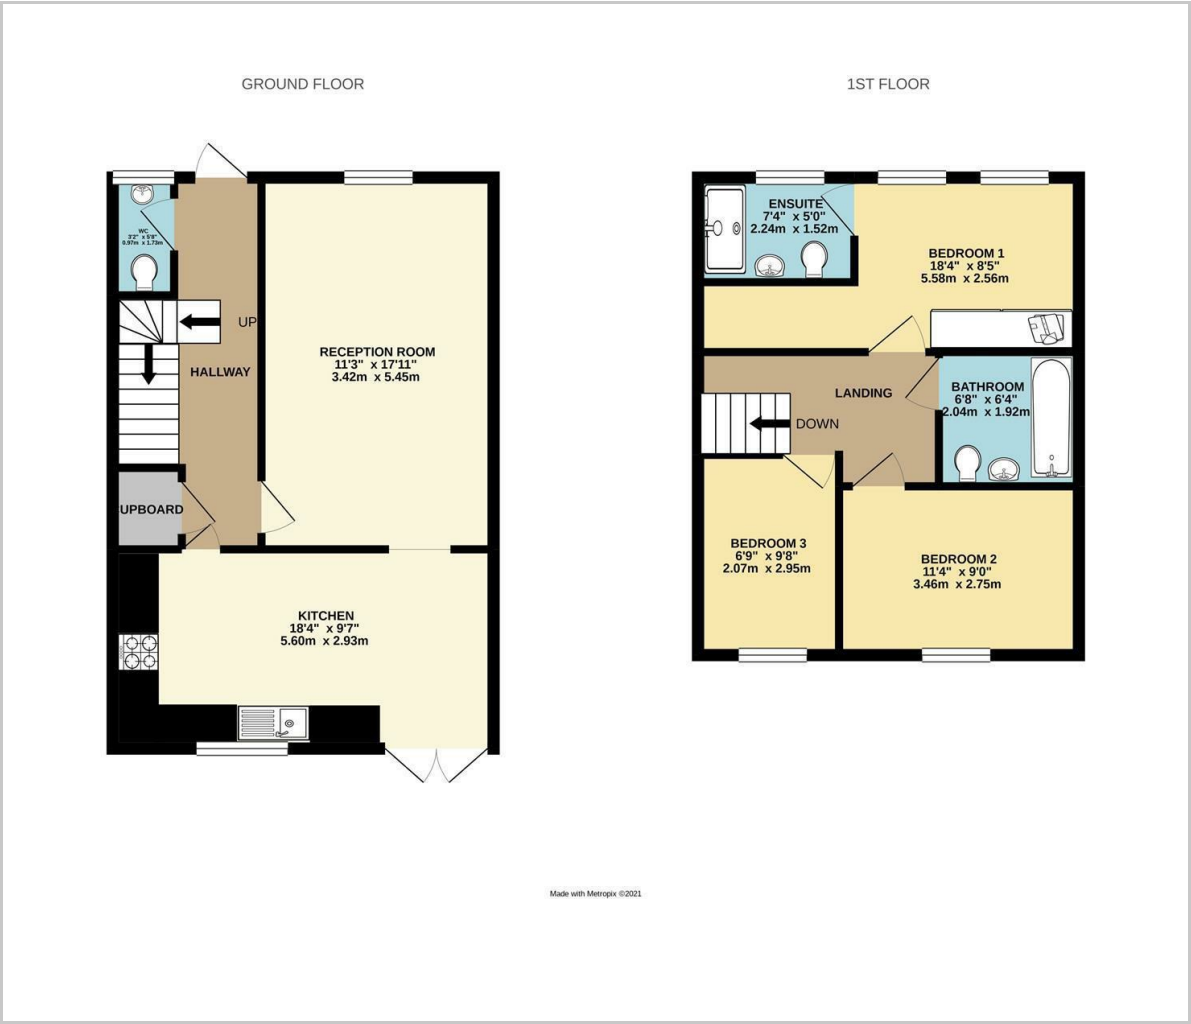 GROUND FLOOR
1ST FLOOR
WC
3'2" x 5'8"
0.97m x 1.73m
UP
HALLWAY
RECEPTION ROOM
11'3" x 17'11"
3.42m x 5.45m
UPBOARD
KITCHEN
18'4" x 9'7"
5.60m x 2.93m
ENSUITE
7'4" x 5'0"
2.24m x 1.52m
BEDROOM 1
18'4" x 8'5"
5.58m x 2.56m
LANDING
DOWN
BATHROOM
6'8" x 6'4"
2.04m x 1.92m
BEDROOM 3
6'9" x 9'8"
2.07m x 2.95m
BEDROOM 2
11'4" x 9'0"
3.46m x 2.75m
Made with Metropix ©2021